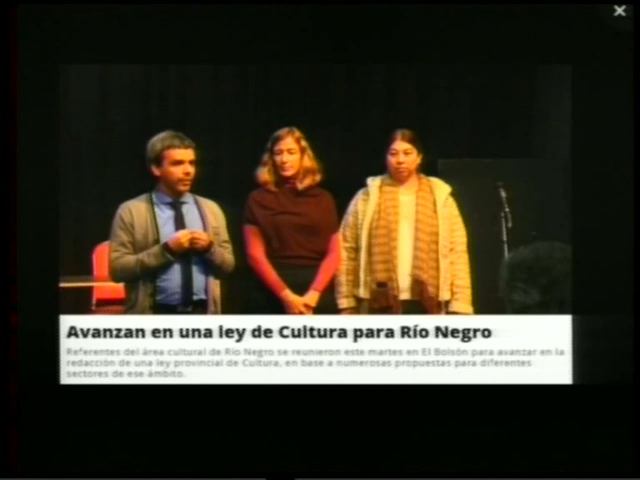 Avanzan en una ley de Cultura para Río Negro
Referentes del área cultural de Río Negro se reunieron este martes en El Bolsón para avanzar en la
redacción de una ley provincial de Cultura, en base a numerosas propuestas para diferentes
sectores de ese ámbito.